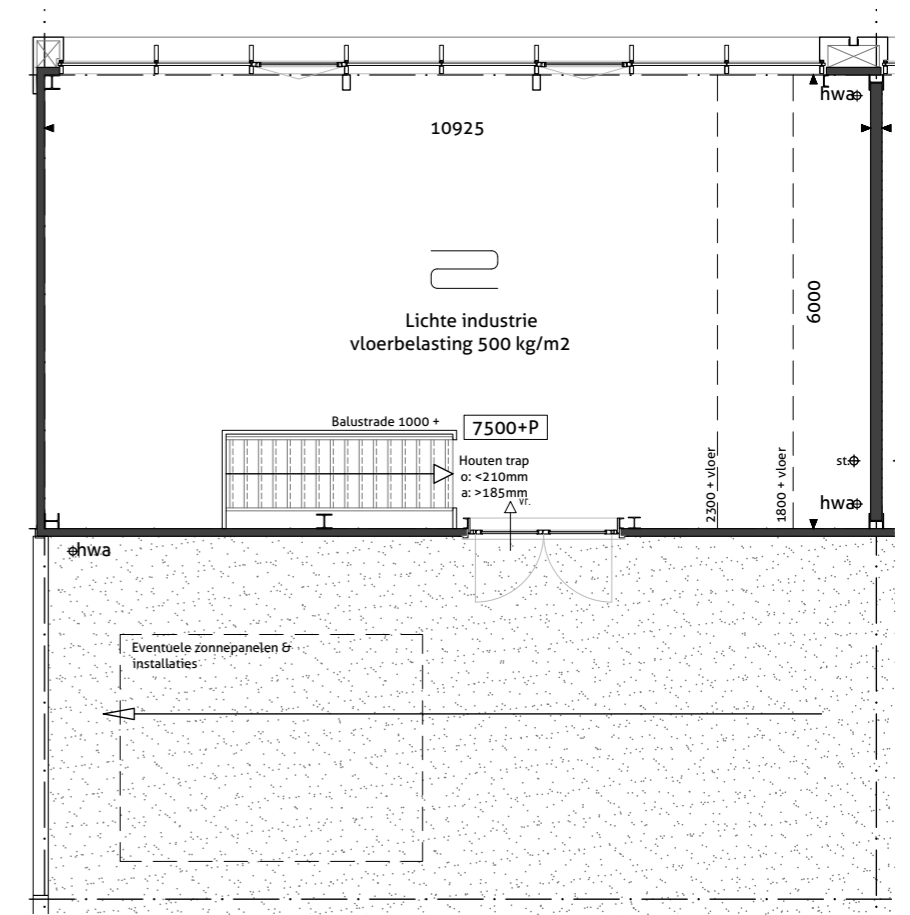 hwa
10925
6000
Lichte industrie
vloerbelasting 500 kg/m2
Balustrade 1000 +
7500+P
Houten trap
o: <210mm
a: >185mm
vr.
2300 + vloer
1800 + vloer
st.
hwa
hwa
Eventuele zonnepanelen &
installaties